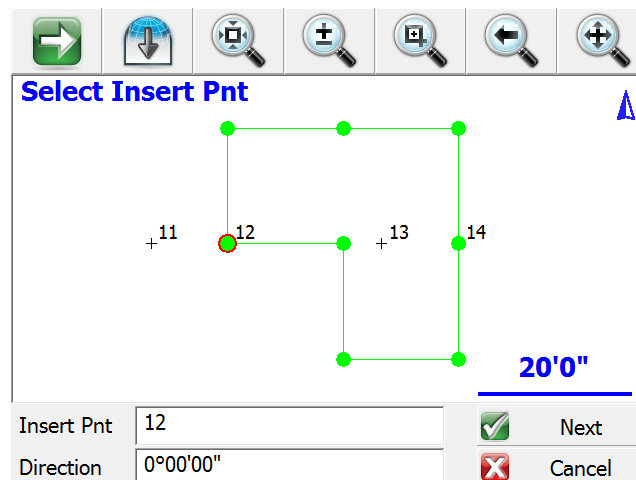 Select Insert Pnt
11 12 13 14
20'0"
Insert Pnt 12 Next
Direction 0°00'00" Cancel